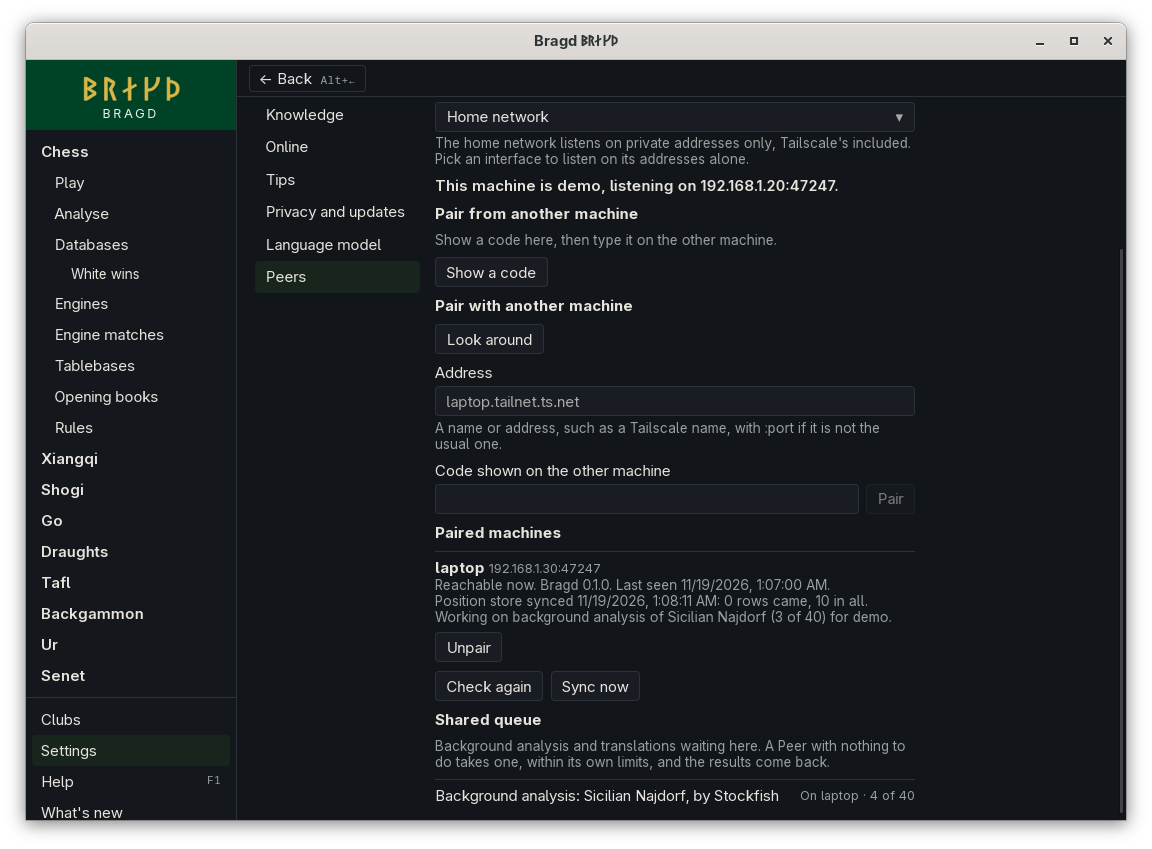 Bragd ᛒᚱᛅᚴᚦ
ᛒᚱᛅᚴᚦ
BRAGD
Chess
Play
Analyse
Databases
White wins
Engines
Engine matches
Tablebases
Opening books
Rules
Xiangqi
Shogi
Go
Draughts
Tafl
Backgammon
Ur
Senet
Clubs
Settings
Help F1
What's new
← Back Alt+←
Knowledge
Online
Tips
Privacy and updates
Language model
Peers
Home network ▾
The home network listens on private addresses only, Tailscale's included.
Pick an interface to listen on its addresses alone.
This machine is demo, listening on 192.168.1.20:47247.
Pair from another machine
Show a code here, then type it on the other machine.
Show a code
Pair with another machine
Look around
Address
laptop.tailnet.ts.net
A name or address, such as a Tailscale name, with :port if it is not the
usual one.
Code shown on the other machine
Pair
Paired machines
laptop 192.168.1.30:47247
Reachable now. Bragd 0.1.0. Last seen 11/19/2026, 1:07:00 AM.
Position store synced 11/19/2026, 1:08:11 AM: 0 rows came, 10 in all.
Working on background analysis of Sicilian Najdorf (3 of 40) for demo.
Unpair
Check again Sync now
Shared queue
Background analysis and translations waiting here. A Peer with nothing to
do takes one, within its own limits, and the results come back.
Background analysis: Sicilian Najdorf, by Stockfish On laptop · 4 of 40